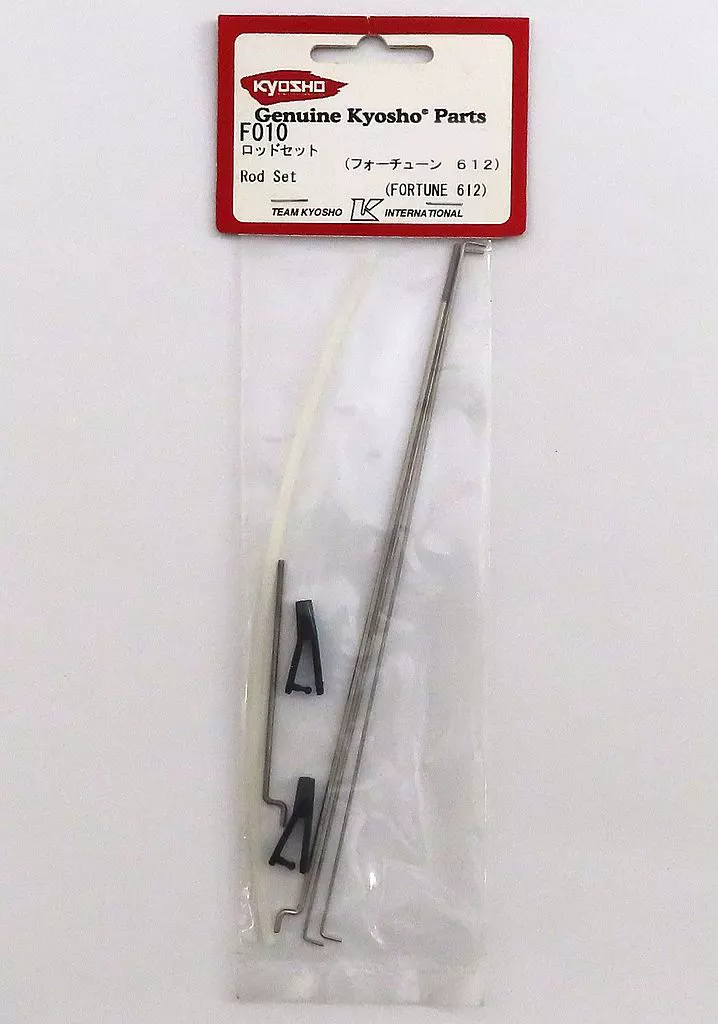 KYOSHO
Genuine Kyosho® Parts
F010
ロッドセット
(フォーチューン 612)
Rod Set
(FORTUNE 612)
TEAM KYOSHO K INTERNATIONAL